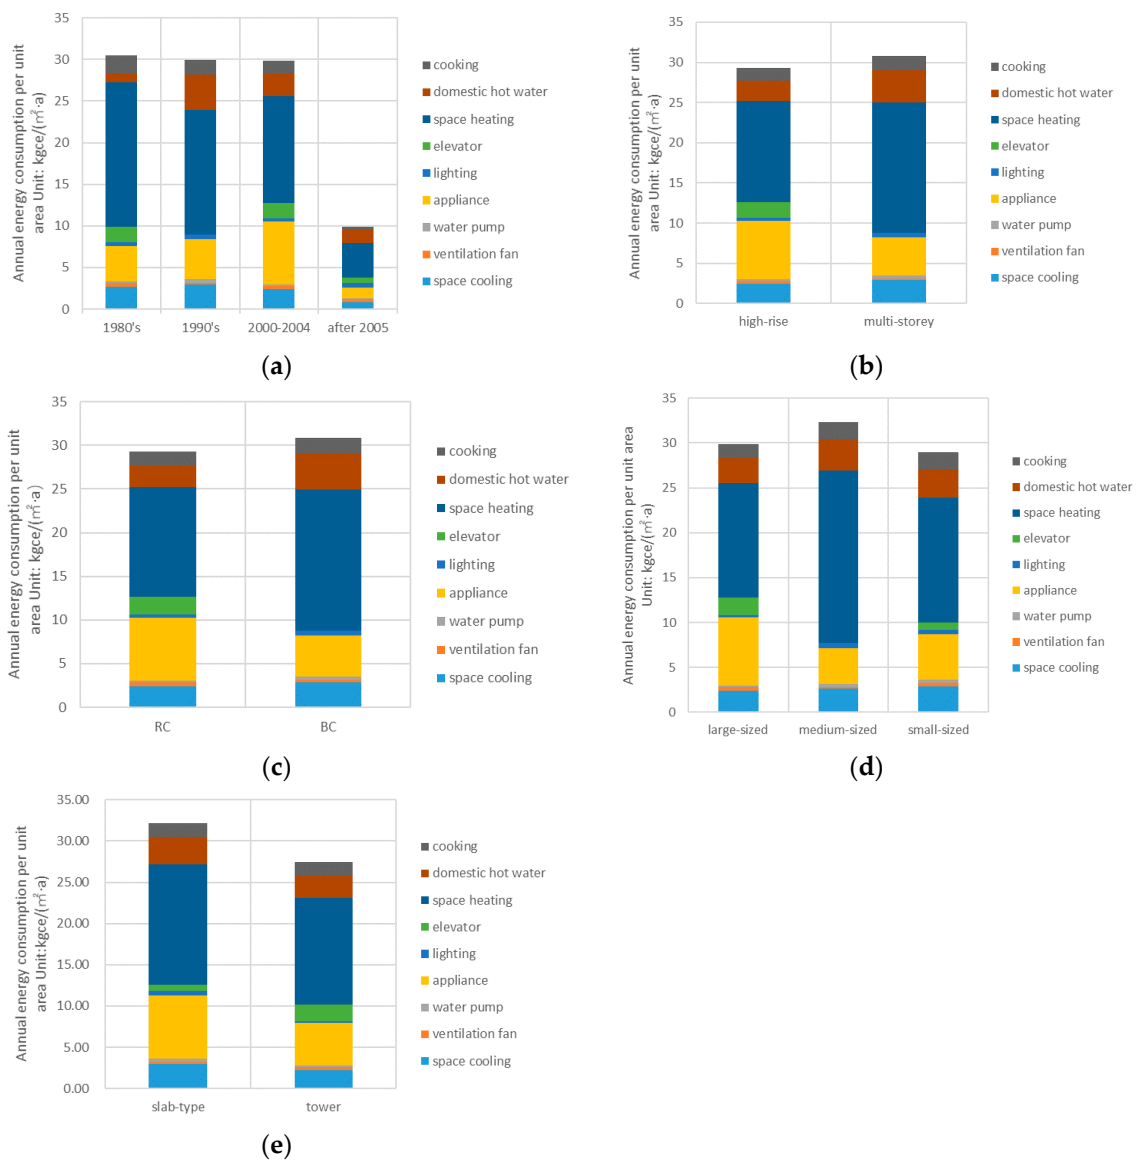 Annual energy consumption per unit
area Unit: kgce/(㎡·a)
35
30
25
20
15
10
5
0
1980's
1990's
2000-2004
after 2005
cooking
domestic hot water
space heating
elevator
lighting
appliance
water pump
ventilation fan
space cooling
(a)
Annual energy consumption per unit
area Unit: kgce/(㎡·a)
35
30
25
20
15
10
5
0
high-rise
multi-storey
cooking
domestic hot water
space heating
elevator
lighting
appliance
water pump
ventilation fan
space cooling
(b)
Annual energy consumption per unit
area Unit: kgce/(㎡·a)
35
30
25
20
15
10
5
0
RC
BC
cooking
domestic hot water
space heating
elevator
lighting
appliance
water pump
ventilation fan
space cooling
(c)
Annual energy consumption per unit area
Unit: kgce/(㎡·a)
35
30
25
20
15
10
5
0
large-sized
medium-sized
small-sized
cooking
domestic hot water
space heating
elevator
lighting
appliance
water pump
ventilation fan
space cooling
(d)
Annual energy consumption per unit
area Unit:kgce/(㎡·a)
35.00
30.00
25.00
20.00
15.00
10.00
5.00
0.00
slab-type
tower
cooking
domestic hot water
space heating
elevator
lighting
appliance
water pump
ventilation fan
space cooling
(e)